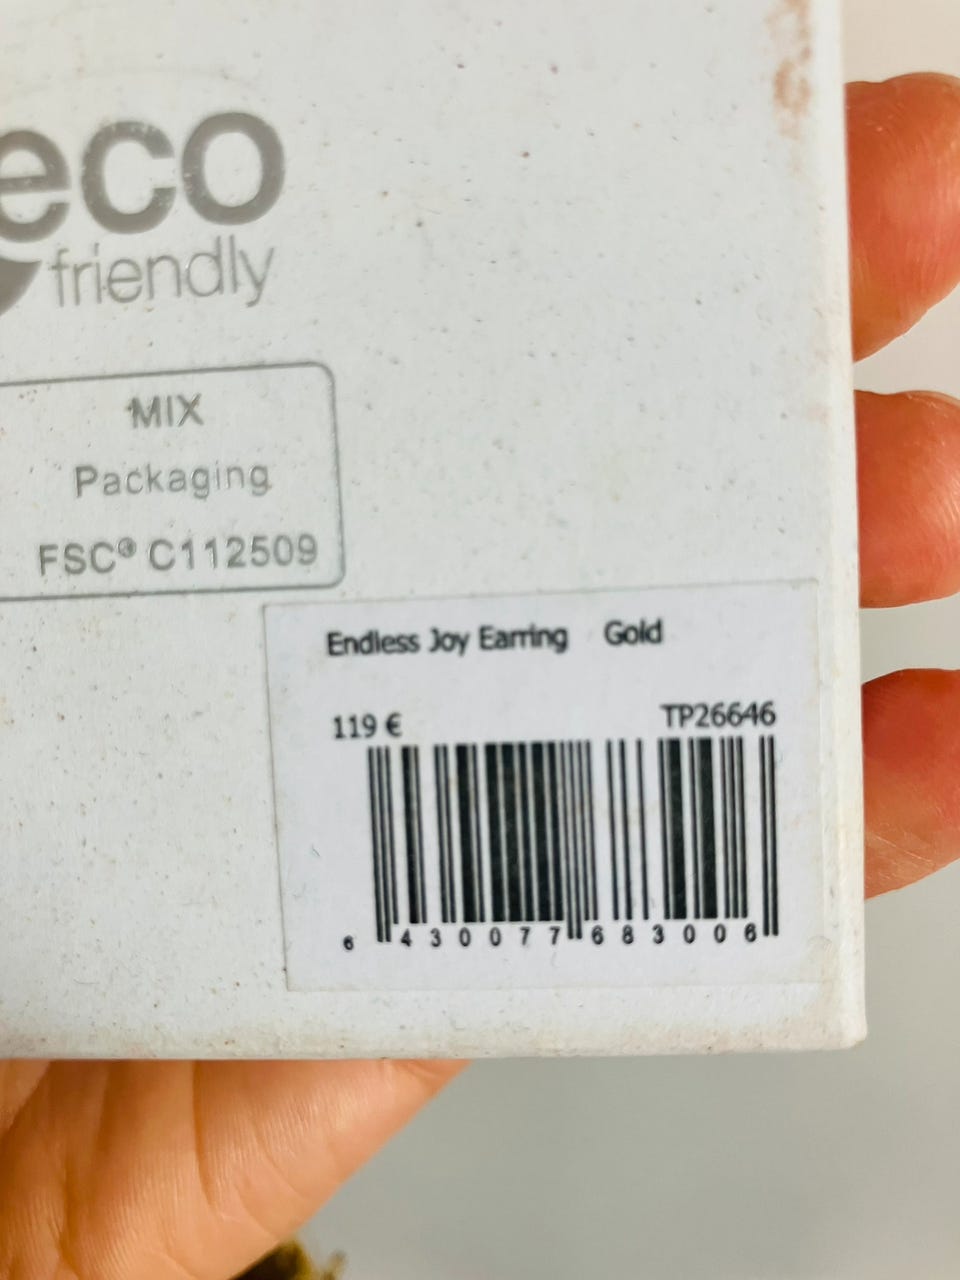 eco
friendly
MIX
Packaging
FSC® C112509
Endless Joy Earring Gold
119 € TP26646
6 430077 683006